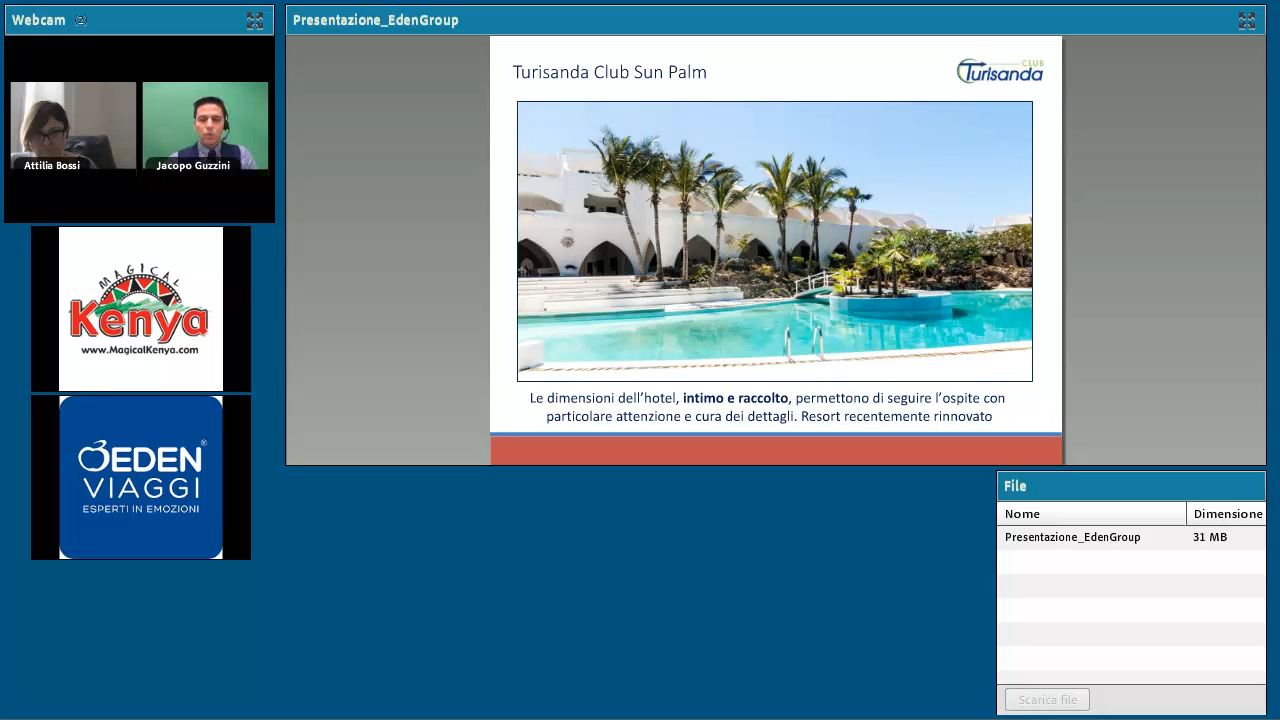 Webcam (2)
Presentazione_EdenGroup
Turisanda Club Sun Palm
CLUB
Turisanda
Attilia Bossi
Jacopo Guzzini
MAGICAL
Kenya
www.MagicalKenya.com
EDEN®
VIAGGI
ESPERTI IN EMOZIONI
Le dimensioni dell'hotel, intimo e raccolto, permettono di seguire l'ospite con
particolare attenzione e cura dei dettagli. Resort recentemente rinnovato
File
Nome Dimensione
Presentazione_EdenGroup 31 MB
Scarica file